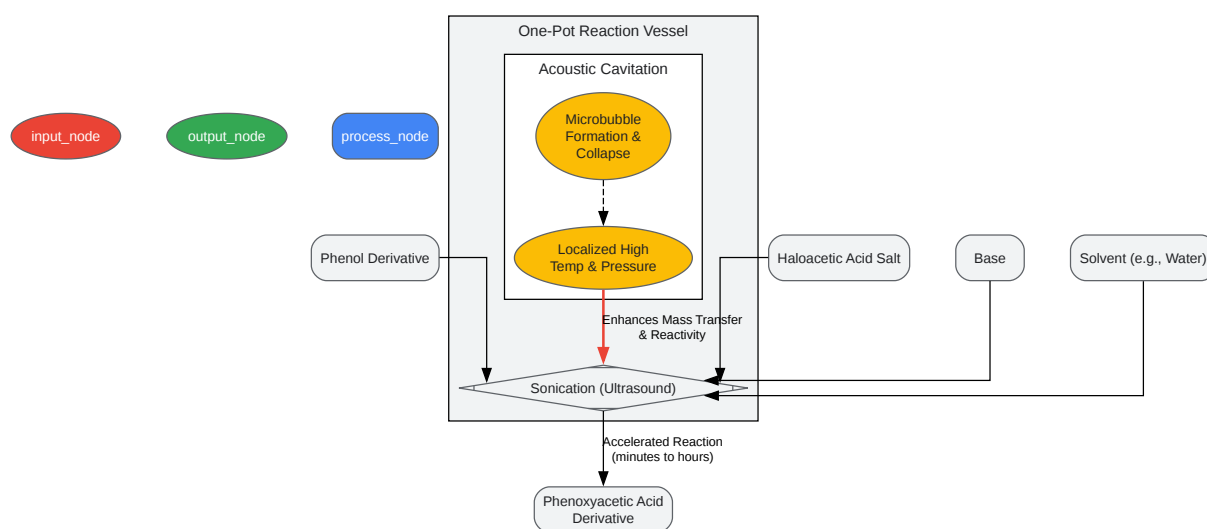 One-Pot Reaction Vessel
Acoustic Cavitation
Microbubble
Formation &
Collapse
input_node
output_node
process_node
Phenol Derivative
Localized High
Temp & Pressure
Haloacetic Acid Salt
Base
Solvent (e.g., Water)
Enhances Mass Transfer
& Reactivity
Sonication (Ultrasound)
Accelerated Reaction
(minutes to hours)
Phenoxyacetic Acid
Derivative